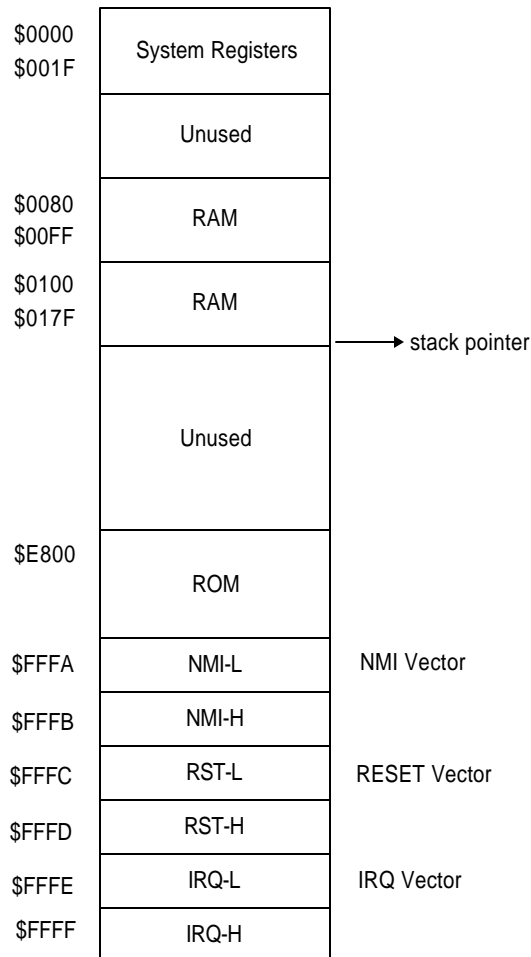 $0000
$001F
System Registers
Unused
$0080
$00FF
RAM
$0100
$017F
RAM
stack pointer
Unused
$E800
ROM
$FFFA
NMI-L
NMI Vector
$FFFB
NMI-H
$FFFC
RST-L
RESET Vector
$FFFD
RST-H
$FFFE
IRQ-L
IRQ Vector
$FFFF
IRQ-H